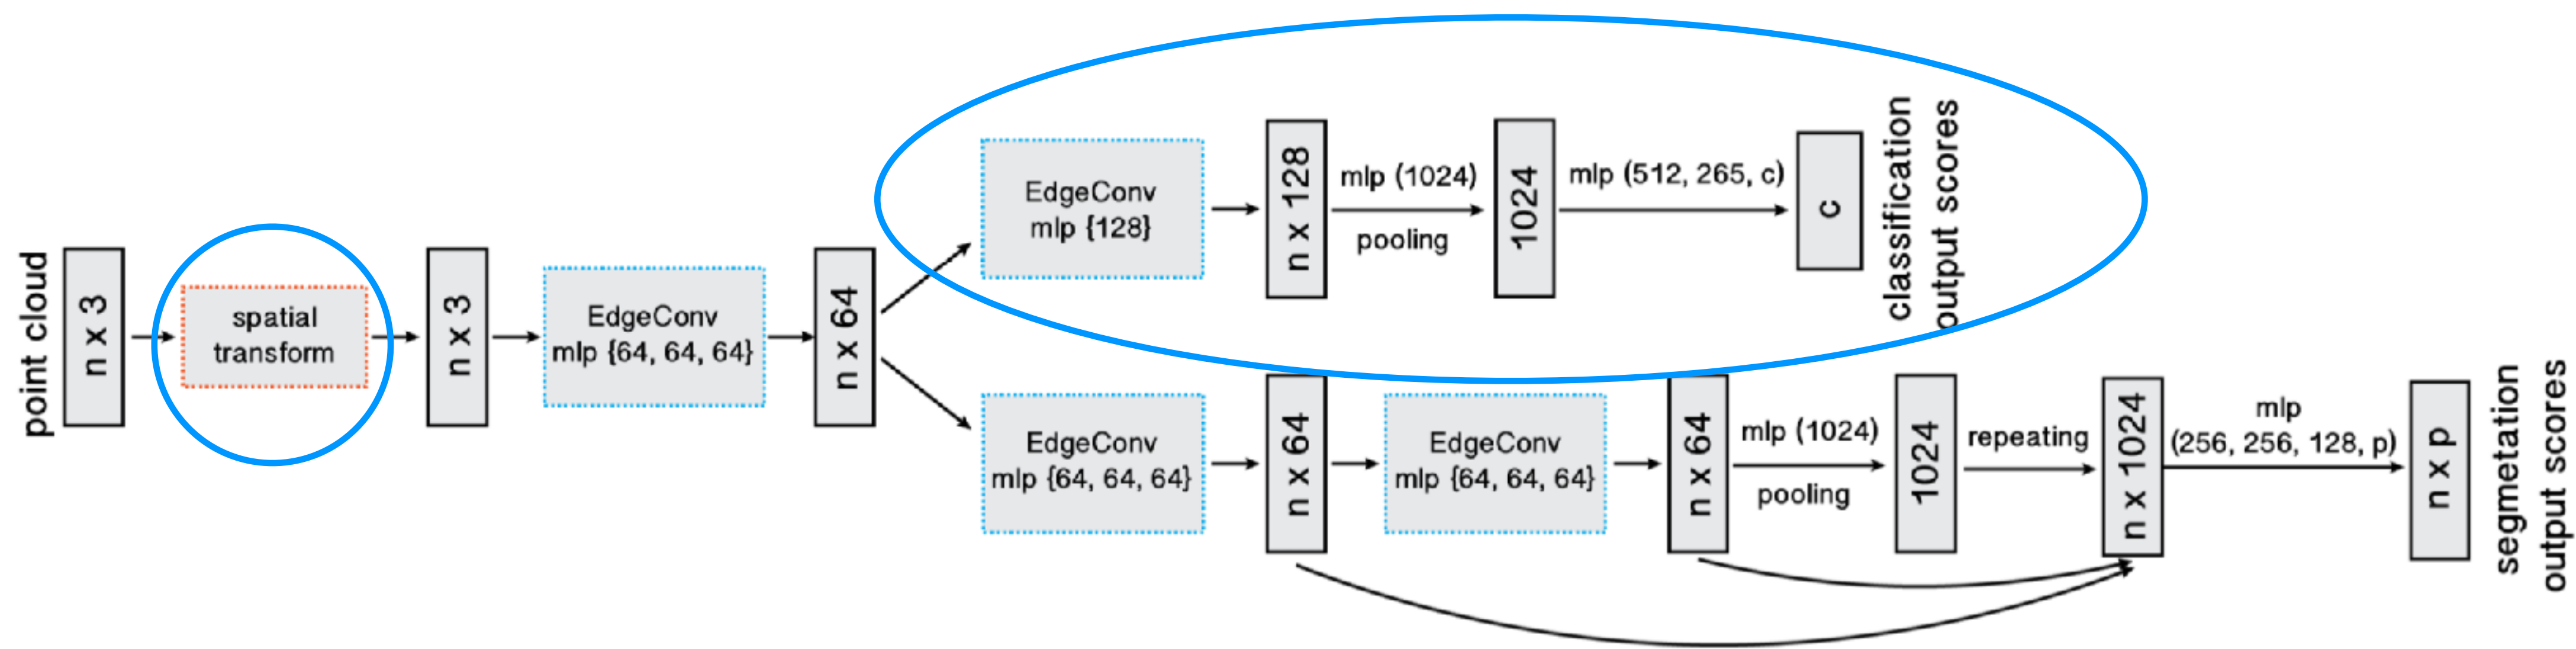 point cloud
n x 3
spatial
transform
n x 3
EdgeConv
mlp {64, 64, 64}
n x 64
EdgeConv
mlp {128}
n x 128
mlp (1024)
pooling
1024
mlp (512, 265, c)
c
classification
output scores
EdgeConv
mlp {64, 64, 64}
n x 64
EdgeConv
mlp {64, 64, 64}
n x 64
mlp (1024)
pooling
1024
repeating
n x 1024
mlp
(256, 256, 128, p)
n x p
segmetation
output scores